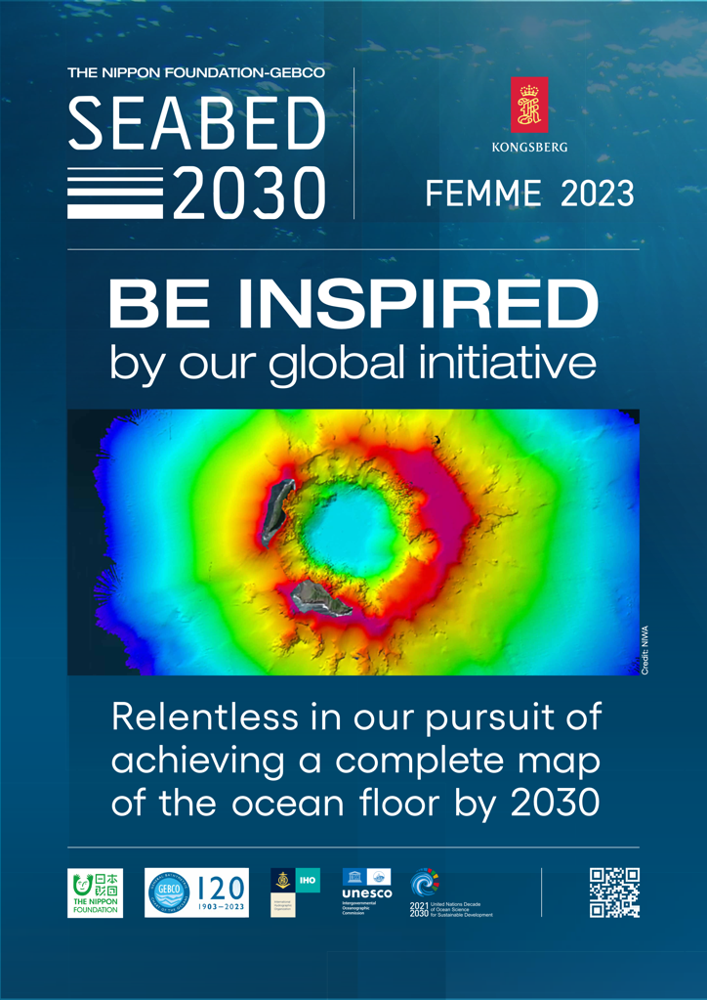 THE NIPPON FOUNDATION-GEBCO
SEABED
2030
KONGSBERG
FEMME 2023
BE INSPIRED
by our global initiative
Credit: NIWA
Relentless in our pursuit of
achieving a complete map
of the ocean floor by 2030
日本
財団
THE NIPPON
FOUNDATION
GEBCO
120
1903–2023
IHO
International
Hydrographic
Organization
unesco
Intergovernmental
Oceanographic
Commission
2021
2030
United Nations Decade
of Ocean Science
for Sustainable Development